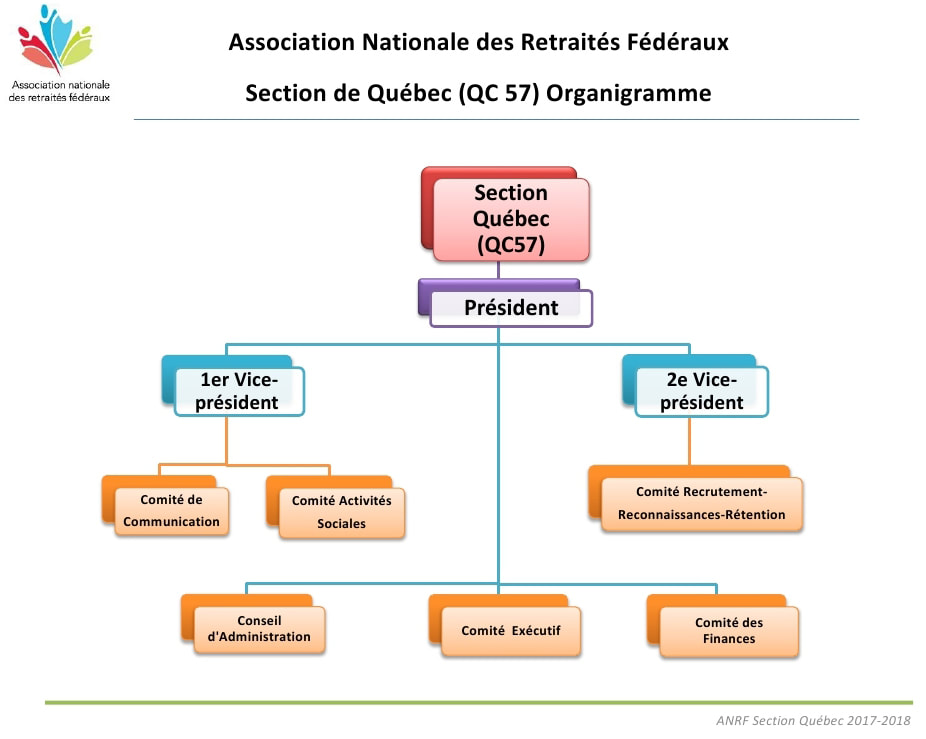 Association nationale
des retraités fédéraux
Association Nationale des Retraités Fédéraux
Section de Québec (QC 57) Organigramme
Section
Québec
(QC57)
Président
1er Vice-
président
2e Vice-
président
Comité de
Communication
Comité Activités
Sociales
Comité Recrutement-
Reconnaissances-Rétention
Conseil
d'Administration
Comité Exécutif
Comité des
Finances
ANRF Section Québec 2017-2018